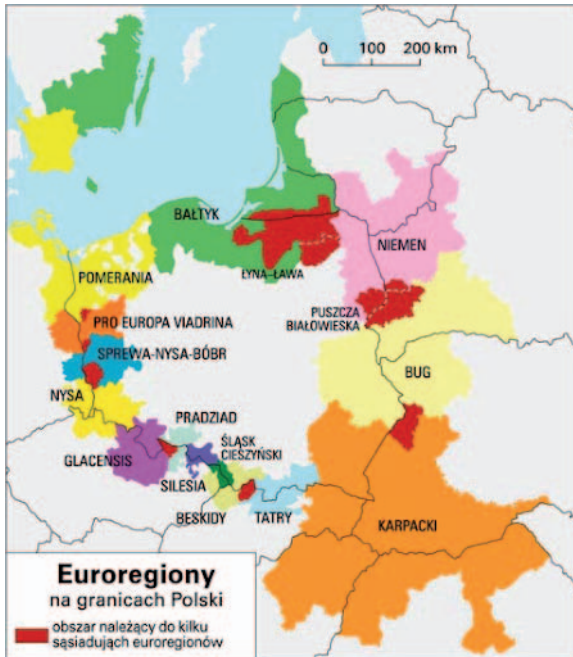 0 100 200 km
BAŁTYK
NIEMEN
ŁYNA–ŁAWA
POMERANIA
PUSZCZA
BIAŁOWIESKA
PRO EUROPA VIADRINA
SPREWA-NYSA-BÓBR
BUG
NYSA
PRADZIAD
ŚLĄSK
CIESZYŃSKI
GLACENSIS
SILESIA
BESKIDY
TATRY
KARPACKI
Euroregiony
na granicach Polski
obszar należący do kilku
sąsiadująch euroregionów